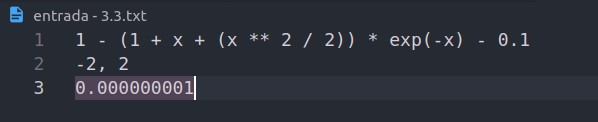 entrada - 3.3.txt
1 1 - (1 + x + (x ** 2 / 2)) * exp(-x) - 0.1
2 -2, 2
3 0.000000001